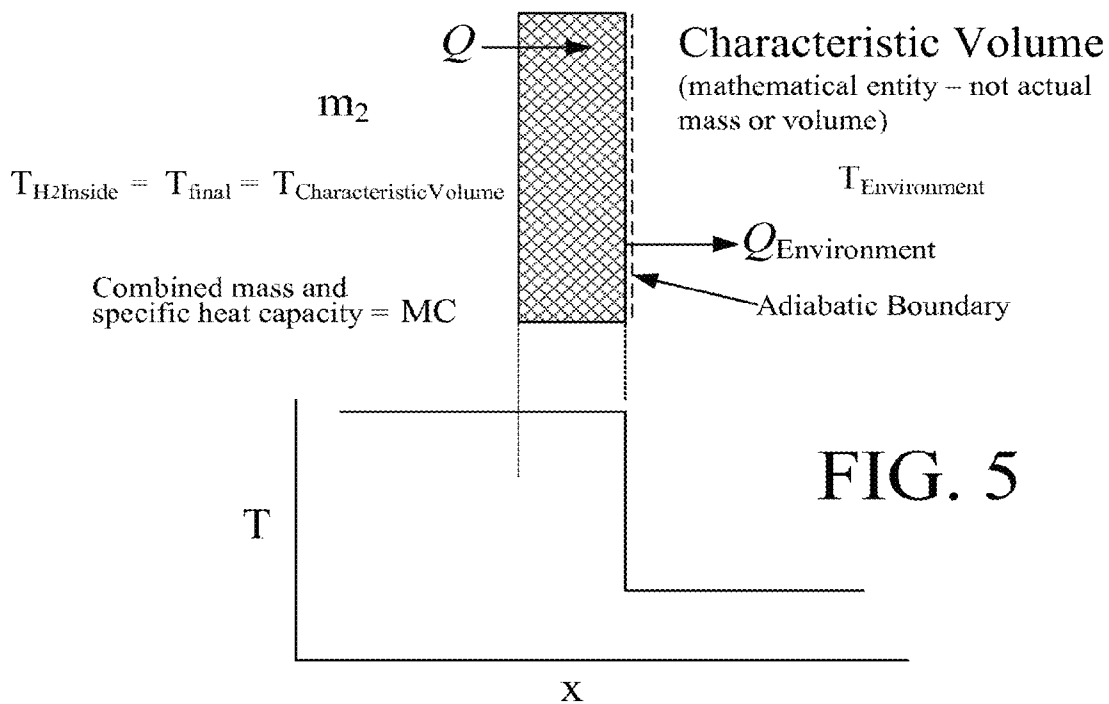 Q
Characteristic Volume
(mathematical entity – not actual
mass or volume)
m2
TH2Inside = Tfinal = TCharacteristicVolume
TEnvironment
QEnvironment
Combined mass and
specific heat capacity = MC
Adiabatic Boundary
FIG. 5
T
x